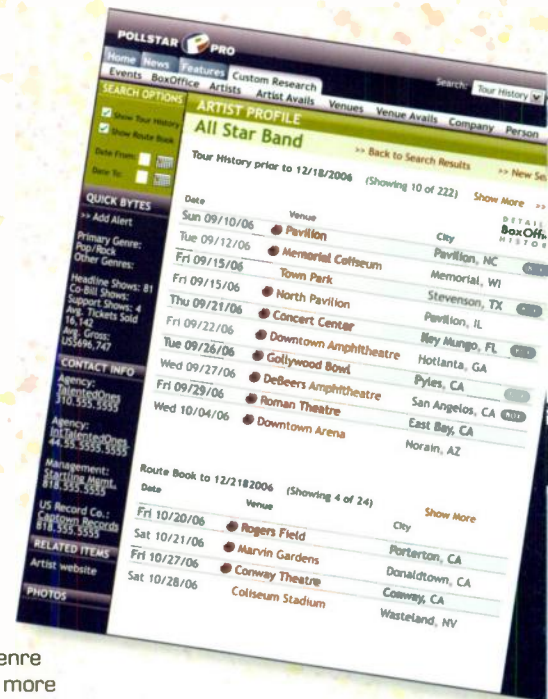 POLLSTAR PRO
Home News Features Custom Research
Search: Tour History
Events BoxOffice Artists Artist Avails Venues Venue Avails Company Person
SEARCH OPTIONS
Show Tour History
Show Route Book
Date From:
Date To:
QUICK BYTES
>> Add Alert
Primary Genre:
Pop/Rock
Other Genres:
Headline Shows: 81
Co-Bill Shows:
Support Shows: 4
Avg. Tickets Sold
16,142
Avg. Gross:
US$696,747
CONTACT INFO
Agency:
TalentedOnes
310.555.5555
Agency:
IntTalentedOnes
44.55.5555.5555
Management:
Startling Mgmt.
818.555.5555
US Record Co.:
Captown Records
818.555.5555
RELATED ITEMS
Artist website
PHOTOS
ARTIST PROFILE
All Star Band
>> Back to Search Results >> New Se
Tour History prior to 12/18/2006 (Showing 10 of 222) Show More >>
DETAIL
BoxOffi
HISTOR
Date Venue City
Sun 09/10/06 Pavilion Pavilion, NC
Tue 09/12/06 Memorial Coliseum Memorial, WI
Fri 09/15/06 Town Park Stevenson, TX
Fri 09/15/06 North Pavilion Pavilion, IL
Thu 09/21/06 Concert Center Key Mungo, FL
Fri 09/22/06 Downtown Amphitheatre Hotlanta, GA
Tue 09/26/06 Gollywood Bowl Pyles, CA
Wed 09/27/06 DeBeers Amphitheatre San Angelos, CA
Fri 09/29/06 Roman Theatre East Bay, CA
Wed 10/04/06 Downtown Arena Norain, AZ
Route Book to 12/2182006 (Showing 4 of 24) Show More
Date Venue City
Fri 10/20/06 Rogers Field Porterton, CA
Sat 10/21/06 Marvin Gardens Donaldtown, CA
Fri 10/27/06 Conway Theatre Conway, CA
Sat 10/28/06 Coliseum Stadium Wasteland, NV
enre
more